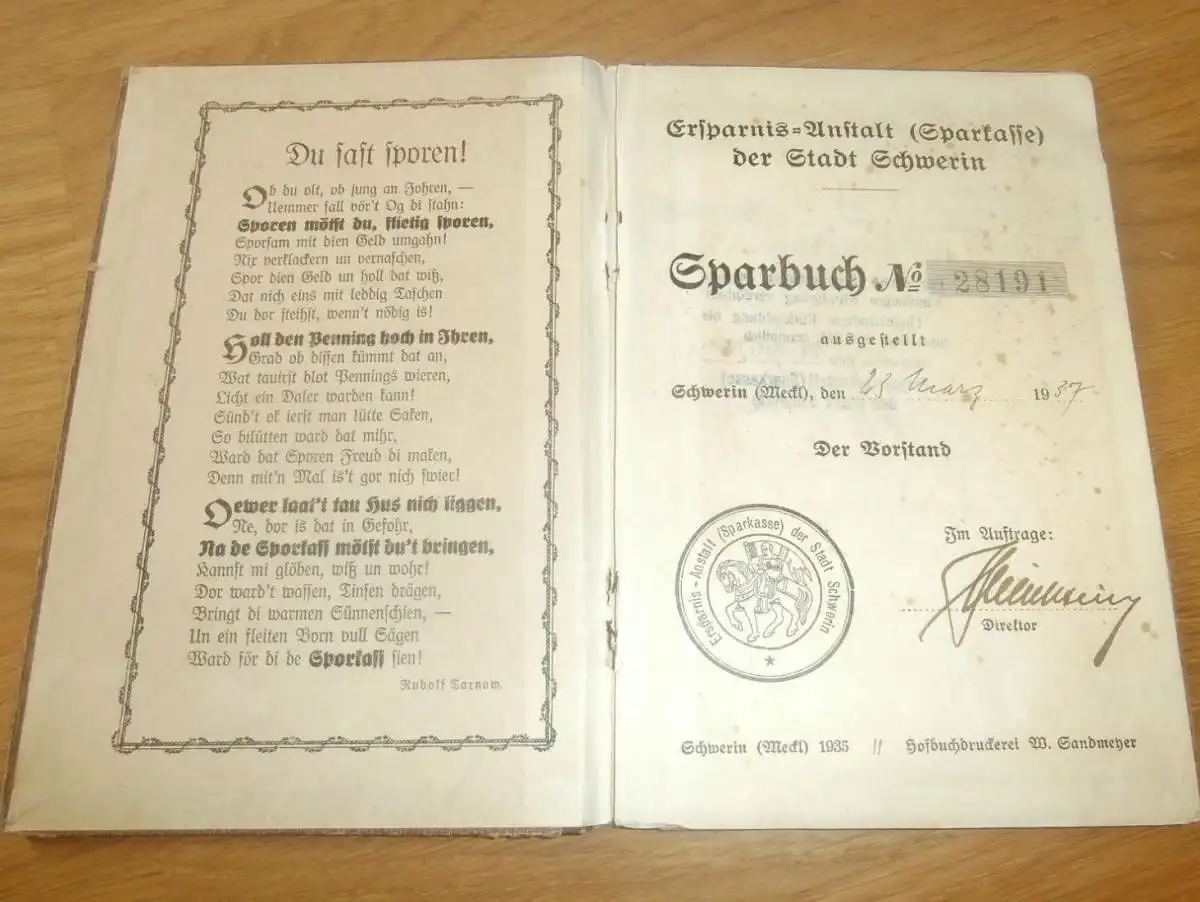 Du sast sporen!
Ob du olt, ob jung an Johren, —
Uemmer sall vör't Og di stahn:
Sporen mößt du, flietig sporen,
Sporsam mit dien Geld umgahn!
Nix verklackern un vernaschen,
Spor dien Geld un holl dat wiß,
Dat nich eins mit leddig Taschen
Du dor steihst, wenn't nödig is!
Holl den Penning hoch in Ihren,
Grad ob dissen kümmt dat an,
Wat tauirst blot Pennings wieren,
Licht ein Daler warden kann!
Sünd't ok ierst man lütte Saken,
So bilütten ward dat mihr,
Ward dat Sporen Freud di maken,
Denn mit'n Mal is't gor nich swier!
Oewer laat't tau Hus nich liggen,
Ne, dor is dat in Gefohr,
Na de Sporkass mößt du't bringen,
Kannst mi glöben, wiß un wohr!
Dor ward't wassen, Tinsen drägen,
Bringt di warmen Sünnenschien, —
Un ein fleiten Born vull Sägen
Ward för di de Sporkass sien!
Rudolf Tarnow.
Ersparnis=Anstalt (Sparkasse)
der Stadt Schwerin
Sparbuch No 28191
ausgestellt
Schwerin (Meckl), den 23 März 1937.
Der Vorstand
Im Auftrage:
Direktor
Ersparnis-Anstalt (Sparkasse) der Stadt Schwerin
Schwerin (Meckl) 1935 // Hofbuchdruckerei W. Sandmeyer